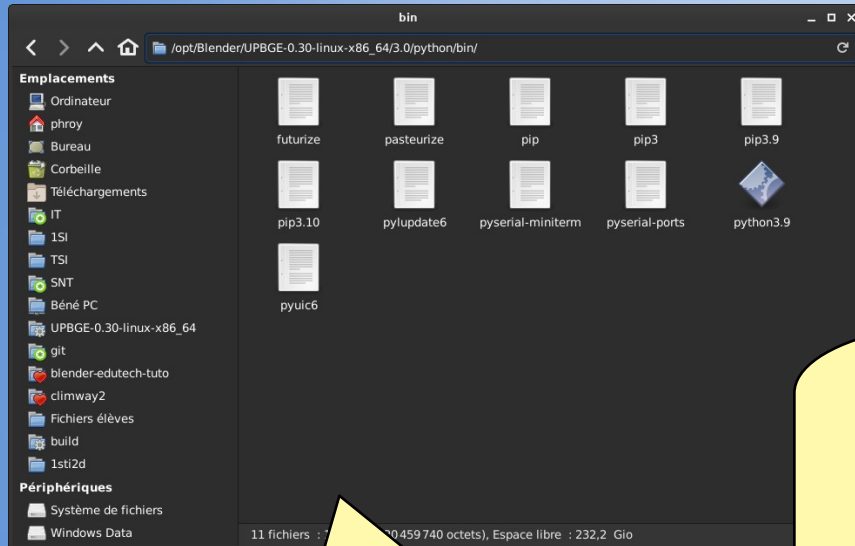 bin
/opt/Blender/UPBGE-0.30-linux-x86_64/3.0/python/bin/
Emplacements
Ordinateur
phroy
Bureau
Corbeille
Téléchargements
IT
1SI
TSI
SNT
Béné PC
UPBGE-0.30-linux-x86_64
git
blender-edutech-tuto
climway2
Fichiers élèves
build
1sti2d
Périphériques
Système de fichiers
Windows Data
futurize
pasteurize
pip
pip3
pip3.9
pip3.10
pylupdate6
pyserial-miniterm
pyserial-ports
python3.9
pyuic6
11 fichiers : 459 740 octets), Espace libre : 232,2 Gio